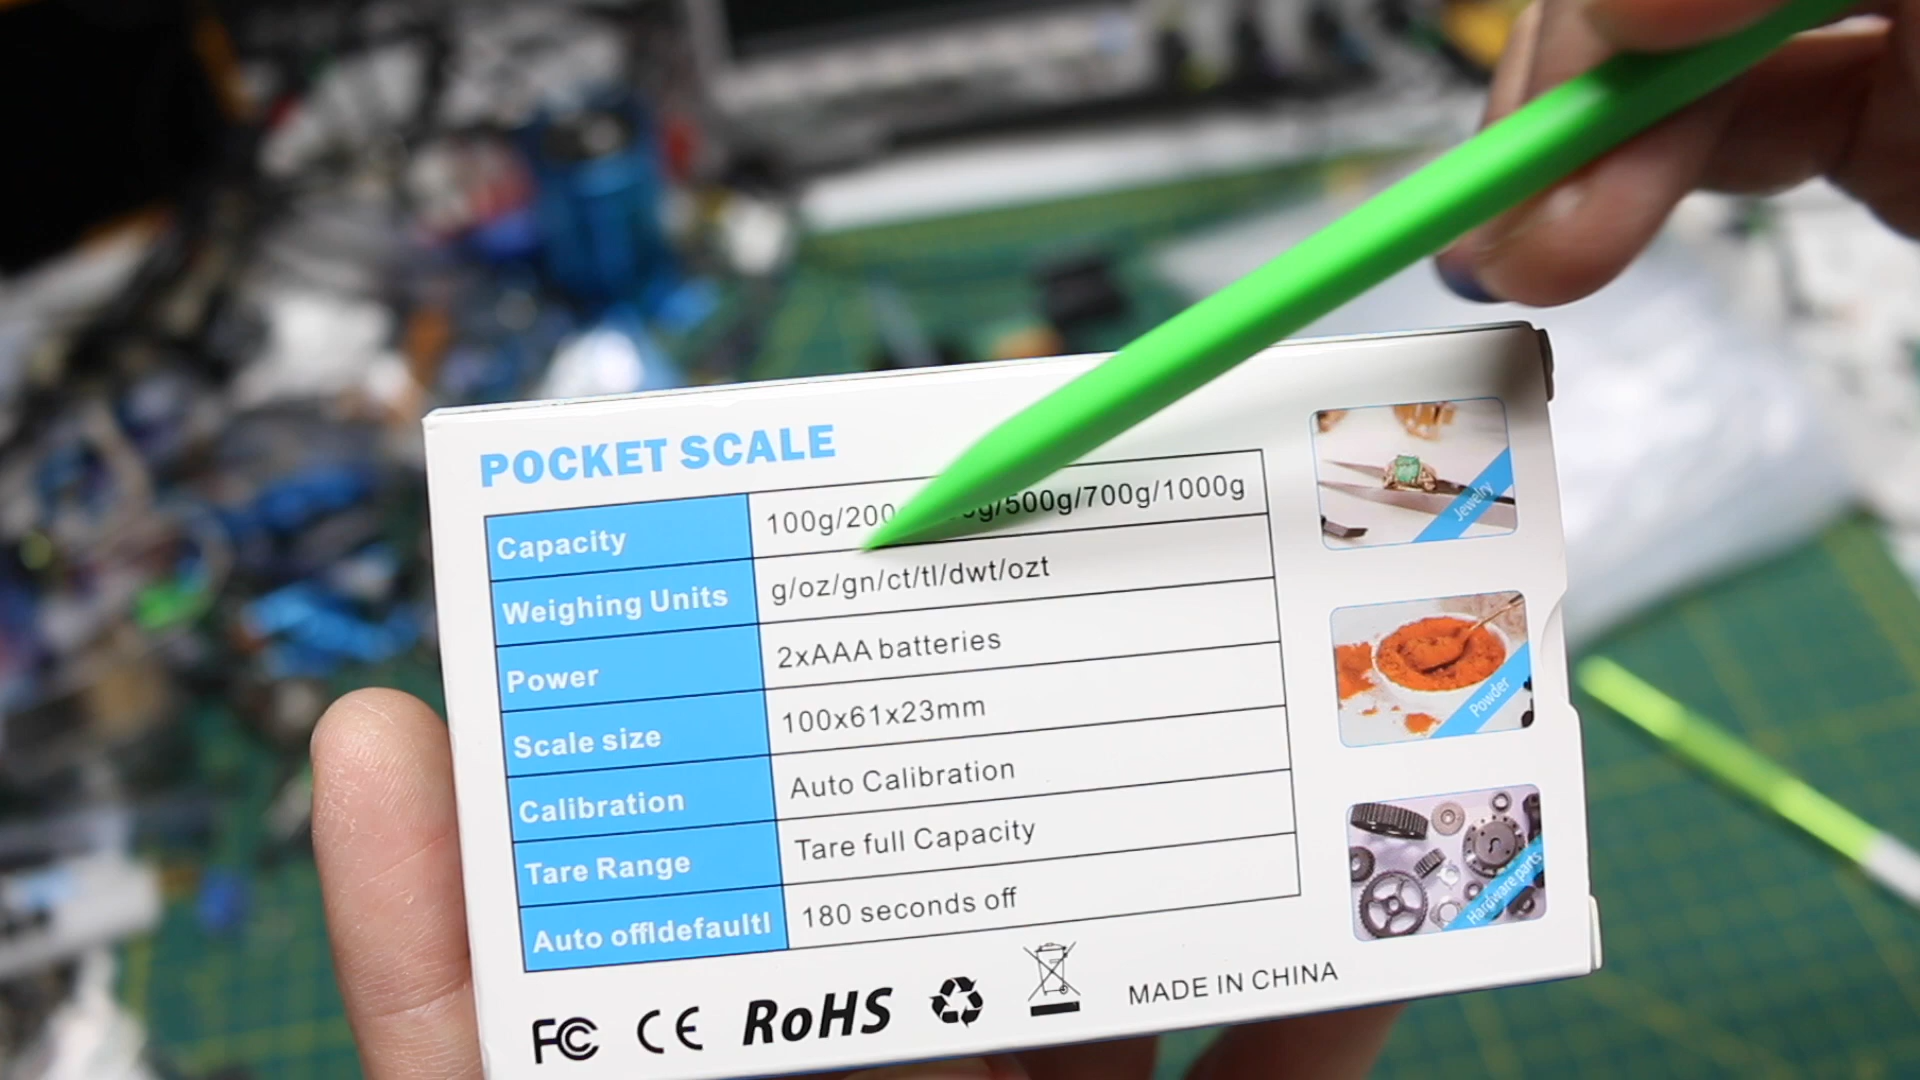 POCKET SCALE
Capacity 100g/200 g/500g/700g/1000g
Weighing Units g/oz/gn/ct/tl/dwt/ozt
Power 2xAAA batteries
Scale size 100x61x23mm
Calibration Auto Calibration
Tare Range Tare full Capacity
Auto offIdefaultI 180 seconds off
Jewelry
Powder
Hardware parts
FC CE RoHS MADE IN CHINA